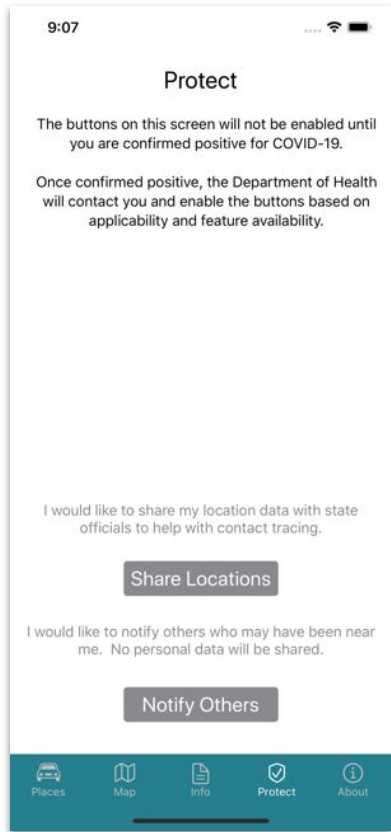 9:07
Protect
The buttons on this screen will not be enabled until
you are confirmed positive for COVID-19.
Once confirmed positive, the Department of Health
will contact you and enable the buttons based on
applicability and feature availability.
I would like to share my location data with state
officials to help with contact tracing.
Share Locations
I would like to notify others who may have been near
me. No personal data will be shared.
Notify Others
Places Map Info Protect About